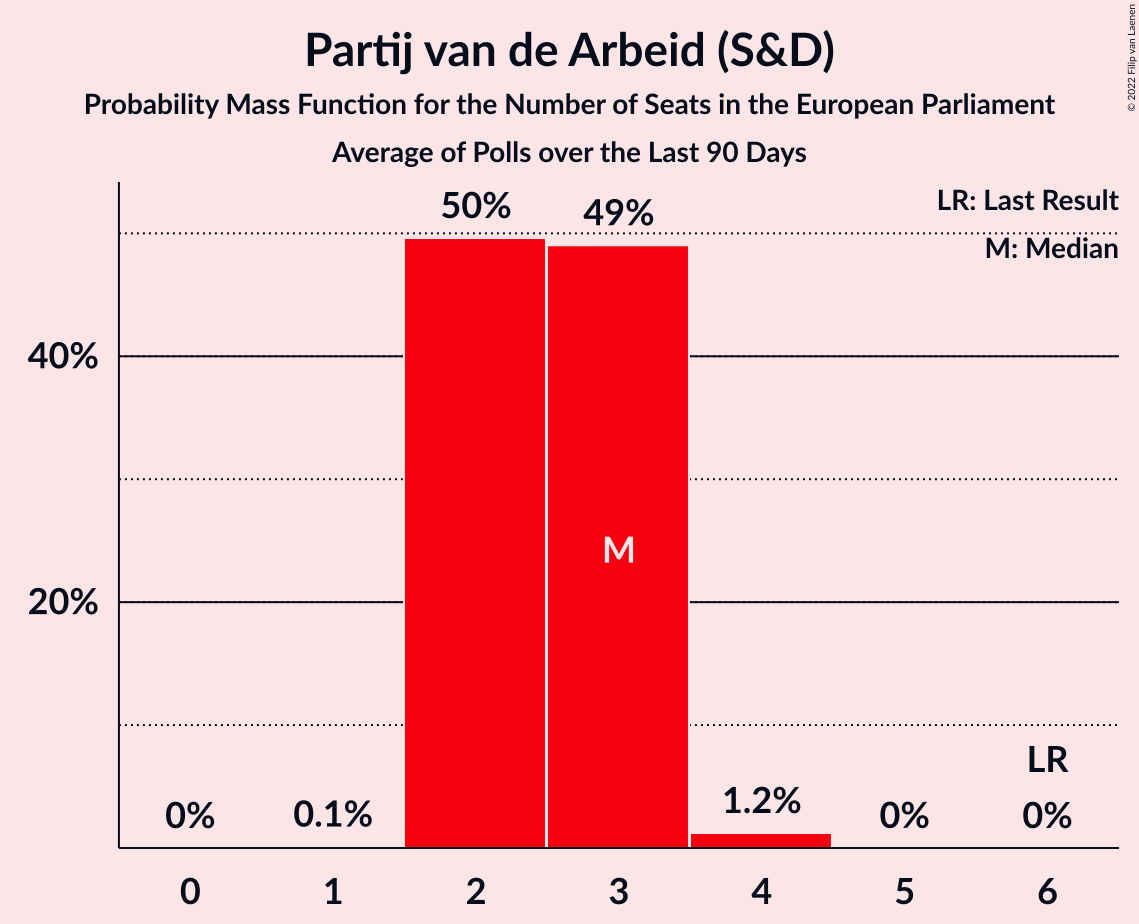 Partij van de Arbeid (S&D)
Probability Mass Function for the Number of Seats in the European Parliament
Average of Polls over the Last 90 Days
© 2022 Filip van Laenen
LR: Last Result
M: Median
50%
49%
40%
M
20%
LR
0%
0.1%
1.2%
0%
0%
0
1
2
3
4
5
6